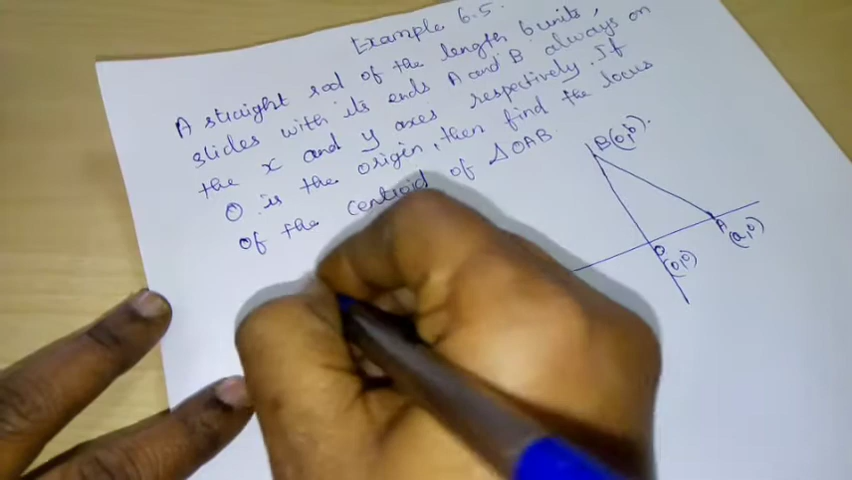 Example 6.5.
A straight rod of the length 6 units,
slides with its ends A and B always on
the x and y axes respectively. If
O is the origin, then find the locus
of the centroid of △OAB
B(0,b).
A
(a,0)
O
(0,0)